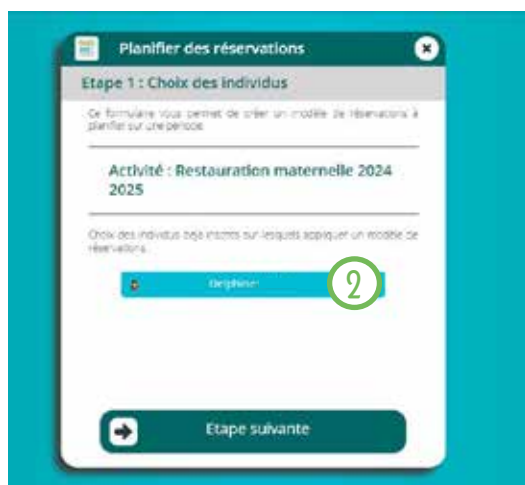 Planifier des réservations
Etape 1 : Choix des individus
Ce formulaire vous permet de créer un modèle de réservations à
planifier sur une période
Activité : Restauration maternelle 2024
2025
Choix des individus déjà inscrits sur lesquels appliquer un modèle de
réservations.
Delphine
2
Etape suivante